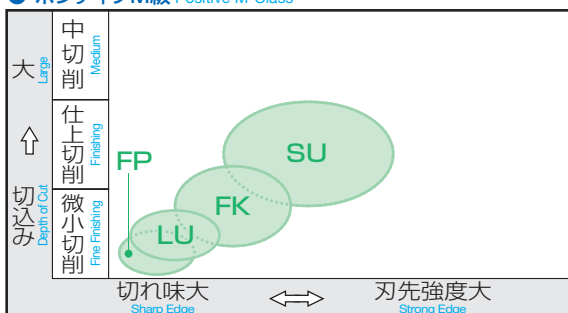 ポジティブM級 Positive M Class
大 Large
切込み Depth of Cut
中切削 Medium
仕上切削 Finishing
微小切削 Fine Finishing
FP
SU
FK
LU
切れ味大
Sharp Edge
刃先強度大
Strong Edge